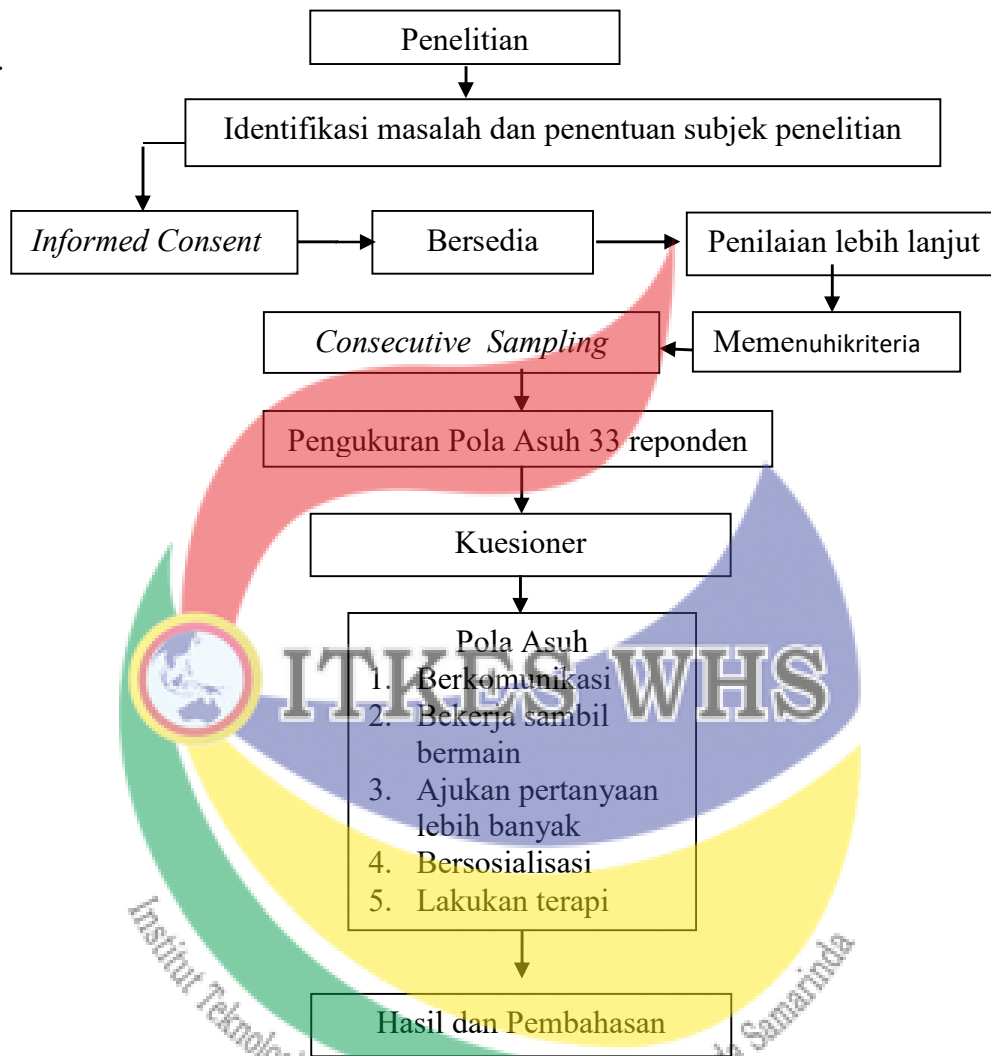 Penelitian
Identifikasi masalah dan penentuan subjek penelitian
Informed Consent
Bersedia
Penilaian lebih lanjut
Consecutive Sampling
Memenuhikriteria
Pengukuran Pola Asuh 33 reponden
Kuesioner
Pola Asuh
1. Berkomunikasi
2. Bekerja sambil
bermain
3. Ajukan pertanyaan
lebih banyak
4. Bersosialisasi
5. Lakukan terapi
ITKES WHS
Hasil dan Pembahasan
Institut
Samarinda